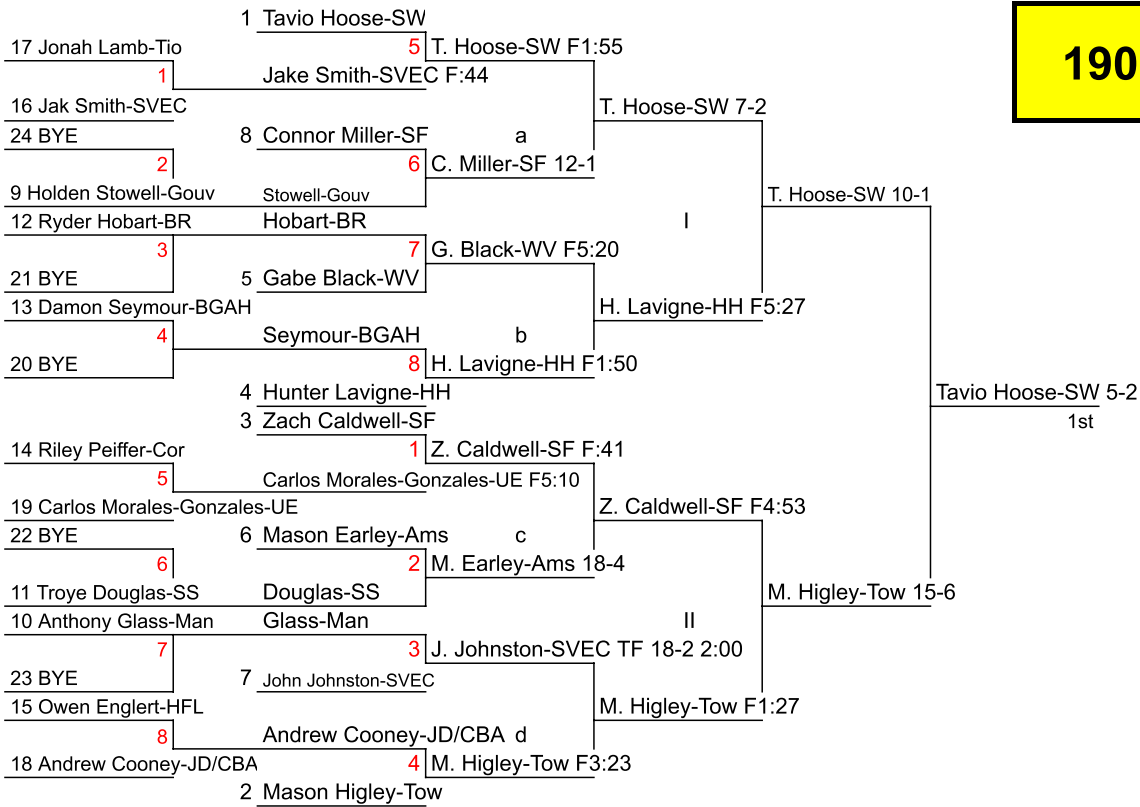 1 Tavio Hoose-SW
190
17 Jonah Lamb-Tio
5 T. Hoose-SW F1:55
1 Jake Smith-SVEC F:44
16 Jak Smith-SVEC
T. Hoose-SW 7-2
24 BYE
8 Connor Miller-SF a
2
6 C. Miller-SF 12-1
9 Holden Stowell-Gouv Stowell-Gouv
T. Hoose-SW 10-1
12 Ryder Hobart-BR Hobart-BR I
3
7 G. Black-WV F5:20
21 BYE
5 Gabe Black-WV
13 Damon Seymour-BGAH
H. Lavigne-HH F5:27
4 Seymour-BGAH b
20 BYE
8 H. Lavigne-HH F1:50
4 Hunter Lavigne-HH
Tavio Hoose-SW 5-2
3 Zach Caldwell-SF
1st
14 Riley Peiffer-Cor
1 Z. Caldwell-SF F:41
5 Carlos Morales-Gonzales-UE F5:10
19 Carlos Morales-Gonzales-UE
Z. Caldwell-SF F4:53
22 BYE
6 Mason Earley-Ams c
6
2 M. Earley-Ams 18-4
11 Troye Douglas-SS Douglas-SS
M. Higley-Tow 15-6
10 Anthony Glass-Man Glass-Man II
7
3 J. Johnston-SVEC TF 18-2 2:00
23 BYE
7 John Johnston-SVEC
15 Owen Englert-HFL
M. Higley-Tow F1:27
8 Andrew Cooney-JD/CBA d
18 Andrew Cooney-JD/CBA
4 M. Higley-Tow F3:23
2 Mason Higley-Tow